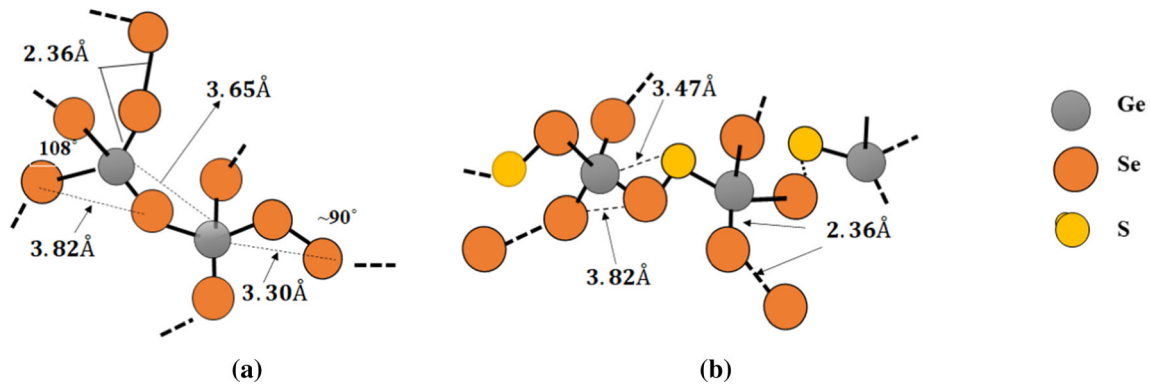 2.36Å
3.65Å
108°
3.82Å
~90°
3.30Å
(a)
3.47Å
3.82Å
2.36Å
(b)
Ge
Se
S